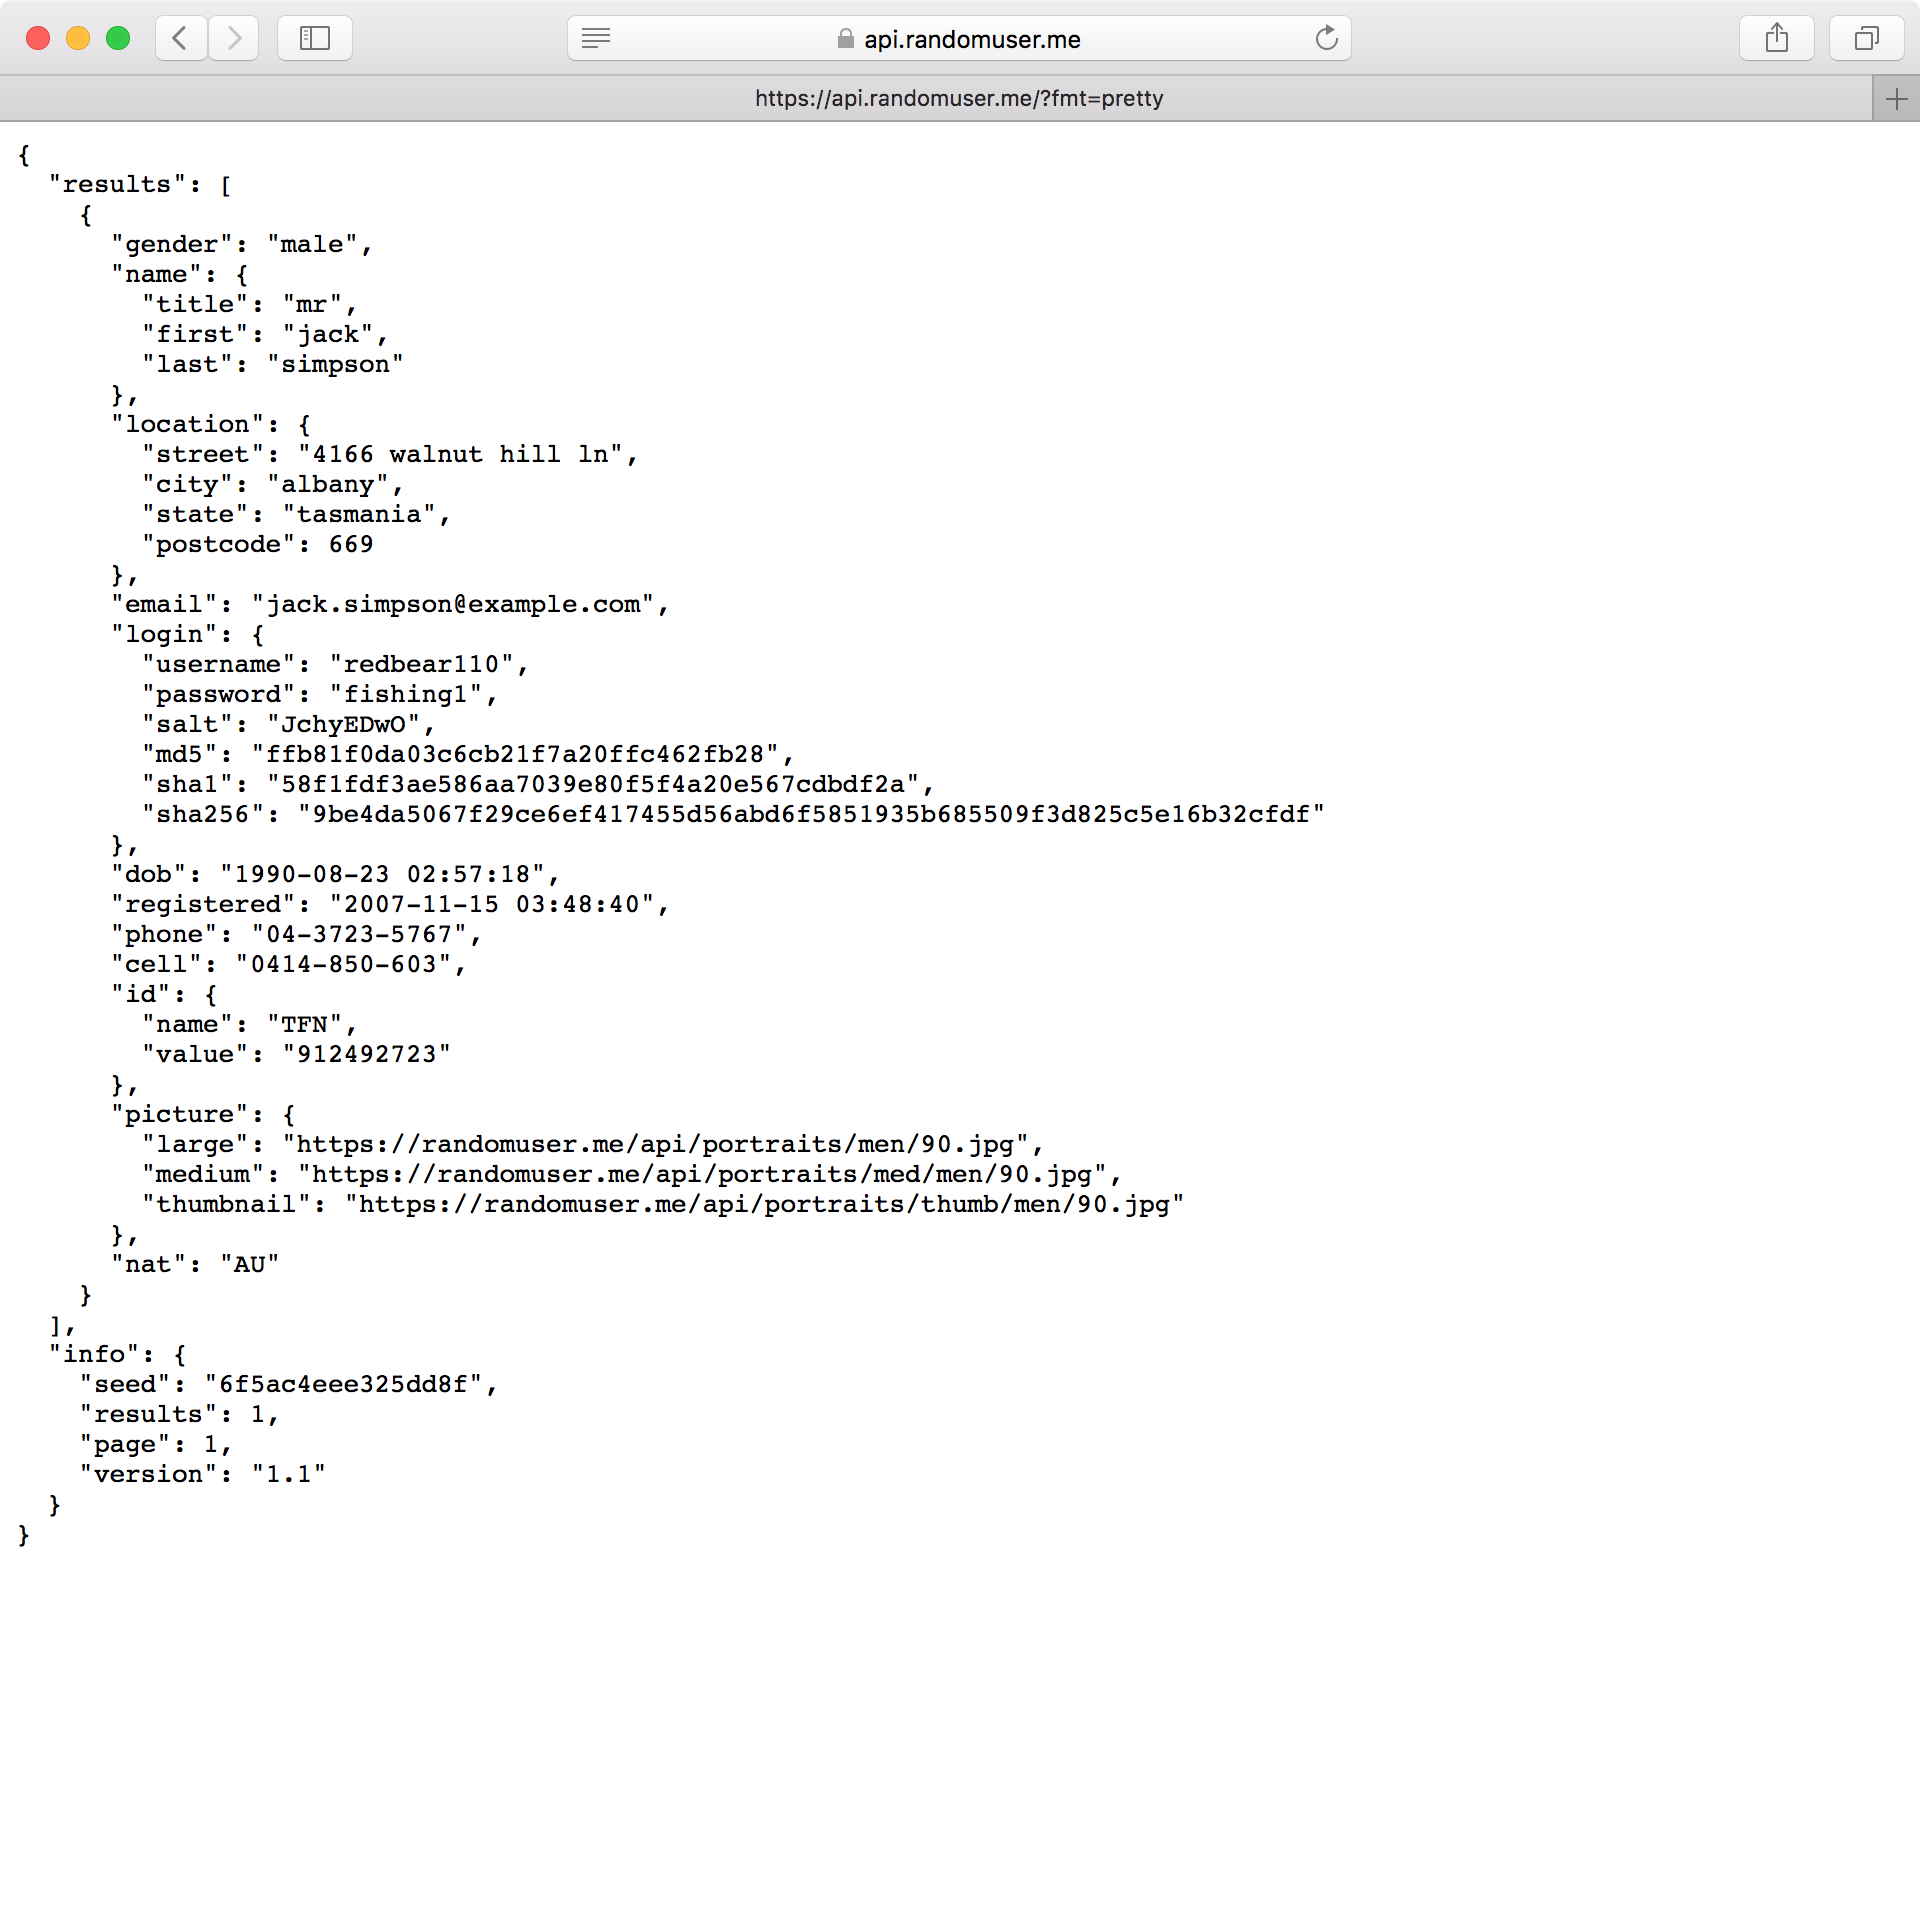 api.randomuser.me
https://api.randomuser.me/?fmt=pretty
{
  "results": [
    {
      "gender": "male",
      "name": {
        "title": "mr",
        "first": "jack",
        "last": "simpson"
      },
      "location": {
        "street": "4166 walnut hill ln",
        "city": "albany",
        "state": "tasmania",
        "postcode": 669
      },
      "email": "jack.simpson@example.com",
      "login": {
        "username": "redbear110",
        "password": "fishing1",
        "salt": "JchyEDwO",
        "md5": "ffb81f0da03c6cb21f7a20ffc462fb28",
        "sha1": "58f1fdf3ae586aa7039e80f5f4a20e567cdbdf2a",
        "sha256": "9be4da5067f29ce6ef417455d56abd6f5851935b685509f3d825c5e16b32cfdf"
      },
      "dob": "1990-08-23 02:57:18",
      "registered": "2007-11-15 03:48:40",
      "phone": "04-3723-5767",
      "cell": "0414-850-603",
      "id": {
        "name": "TFN",
        "value": "912492723"
      },
      "picture": {
        "large": "https://randomuser.me/api/portraits/men/90.jpg",
        "medium": "https://randomuser.me/api/portraits/med/men/90.jpg",
        "thumbnail": "https://randomuser.me/api/portraits/thumb/men/90.jpg"
      },
      "nat": "AU"
    }
  ],
  "info": {
    "seed": "6f5ac4eee325dd8f",
    "results": 1,
    "page": 1,
    "version": "1.1"
  }
}